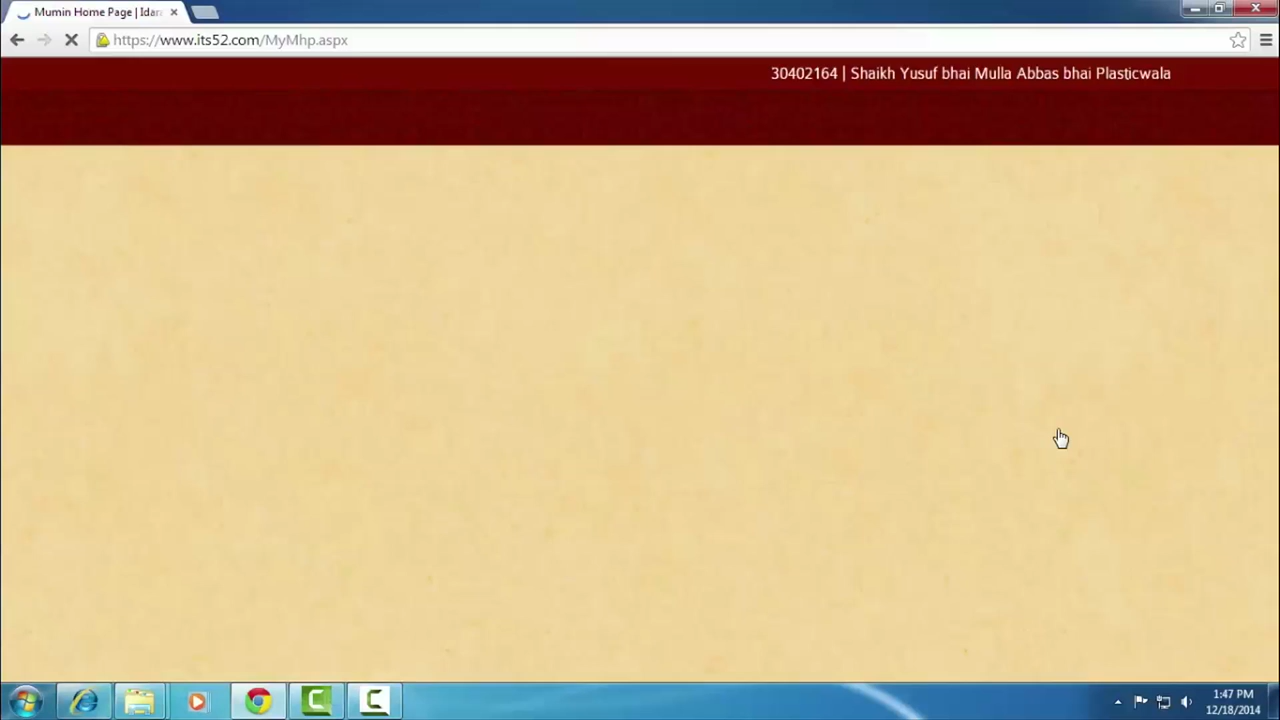 Mumin Home Page | Idar
https://www.its52.com/MyMhp.aspx
30402164 | Shaikh Yusuf bhai Mulla Abbas bhai Plasticwala
1:47 PM
12/18/2014